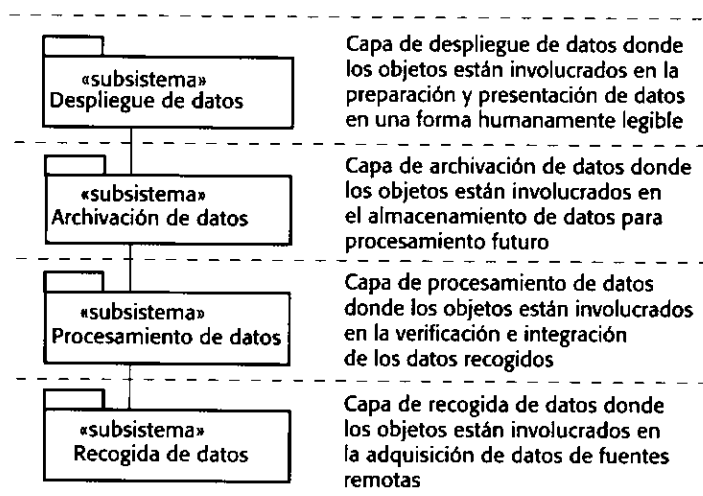 «subsistema»
Despliegue de datos
Capa de despliegue de datos donde
los objetos están involucrados en la
preparación y presentación de datos
en una forma humanamente legible
«subsistema»
Archivación de datos
Capa de archivación de datos donde
los objetos están involucrados en
el almacenamiento de datos para
procesamiento futuro
«subsistema»
Procesamiento de datos
Capa de procesamiento de datos
donde los objetos están involucrados
en la verificación e integración
de los datos recogidos
«subsistema»
Recogida de datos
Capa de recogida de datos donde
los objetos están involucrados en
la adquisición de datos de fuentes
remotas